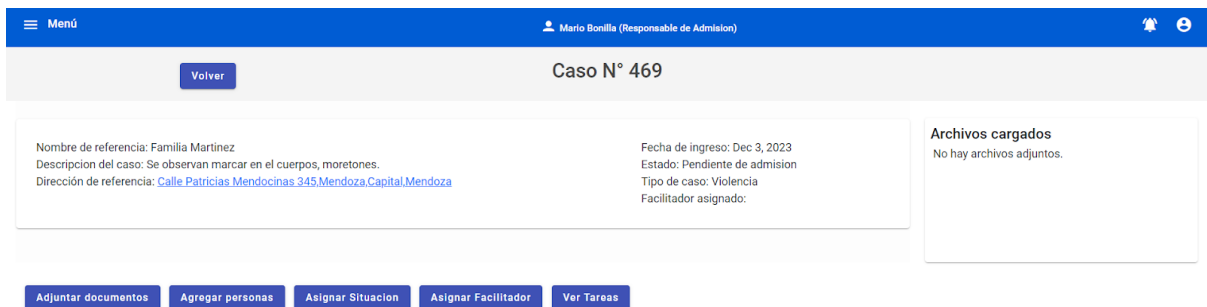 Menú
Mario Bonilla (Responsable de Admision)
Volver
Caso N° 469
Nombre de referencia: Familia Martinez
Descripcion del caso: Se observan marcar en el cuerpos, moretones.
Dirección de referencia: Calle Patricias Mendocinas 345,Mendoza,Capital,Mendoza
Fecha de ingreso: Dec 3, 2023
Estado: Pendiente de admision
Tipo de caso: Violencia
Facilitador asignado:
Archivos cargados
No hay archivos adjuntos.
Adjuntar documentos
Agregar personas
Asignar Situacion
Asignar Facilitador
Ver Tareas